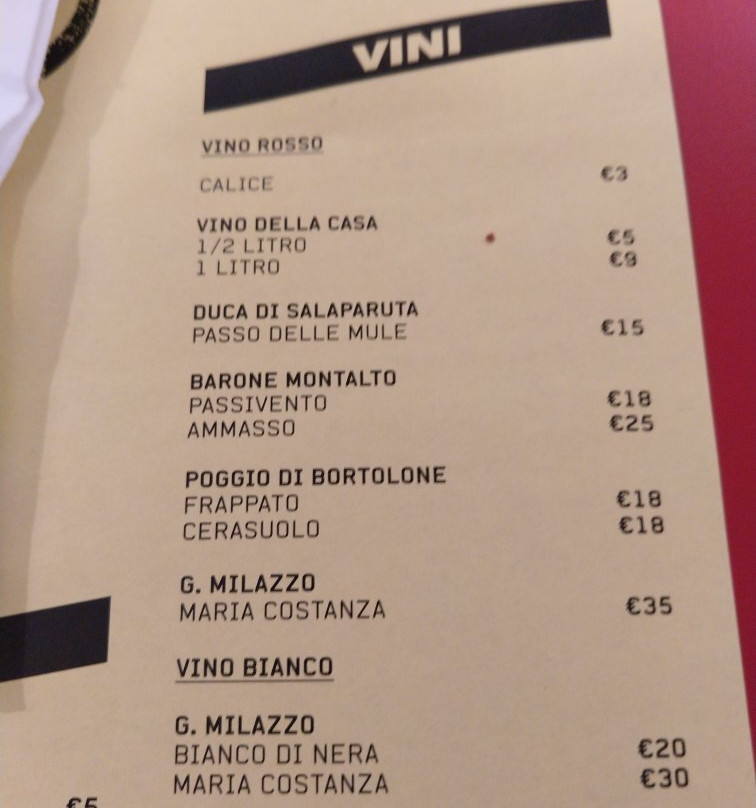 VINI
VINO ROSSO
CALICE €3
VINO DELLA CASA
1/2 LITRO €5
1 LITRO €9
DUCA DI SALAPARUTA
PASSO DELLE MULE €15
BARONE MONTALTO
PASSIVENTO €18
AMMASSO €25
POGGIO DI BORTOLONE
FRAPPATO €18
CERASUOLO €18
G. MILAZZO
MARIA COSTANZA €35
VINO BIANCO
G. MILAZZO
BIANCO DI NERA €20
MARIA COSTANZA €30
€5